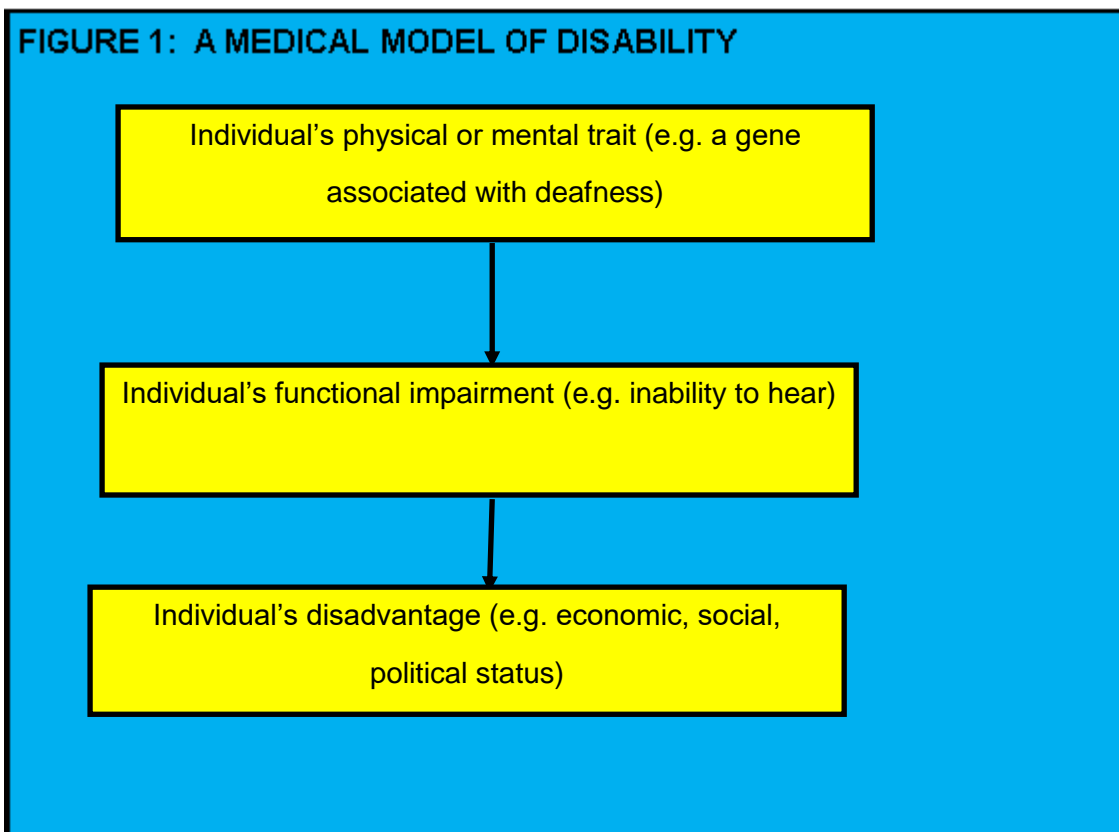 FIGURE 1: A MEDICAL MODEL OF DISABILITY
Individual’s physical or mental trait (e.g. a gene
associated with deafness)
Individual’s functional impairment (e.g. inability to hear)
Individual’s disadvantage (e.g. economic, social,
political status)